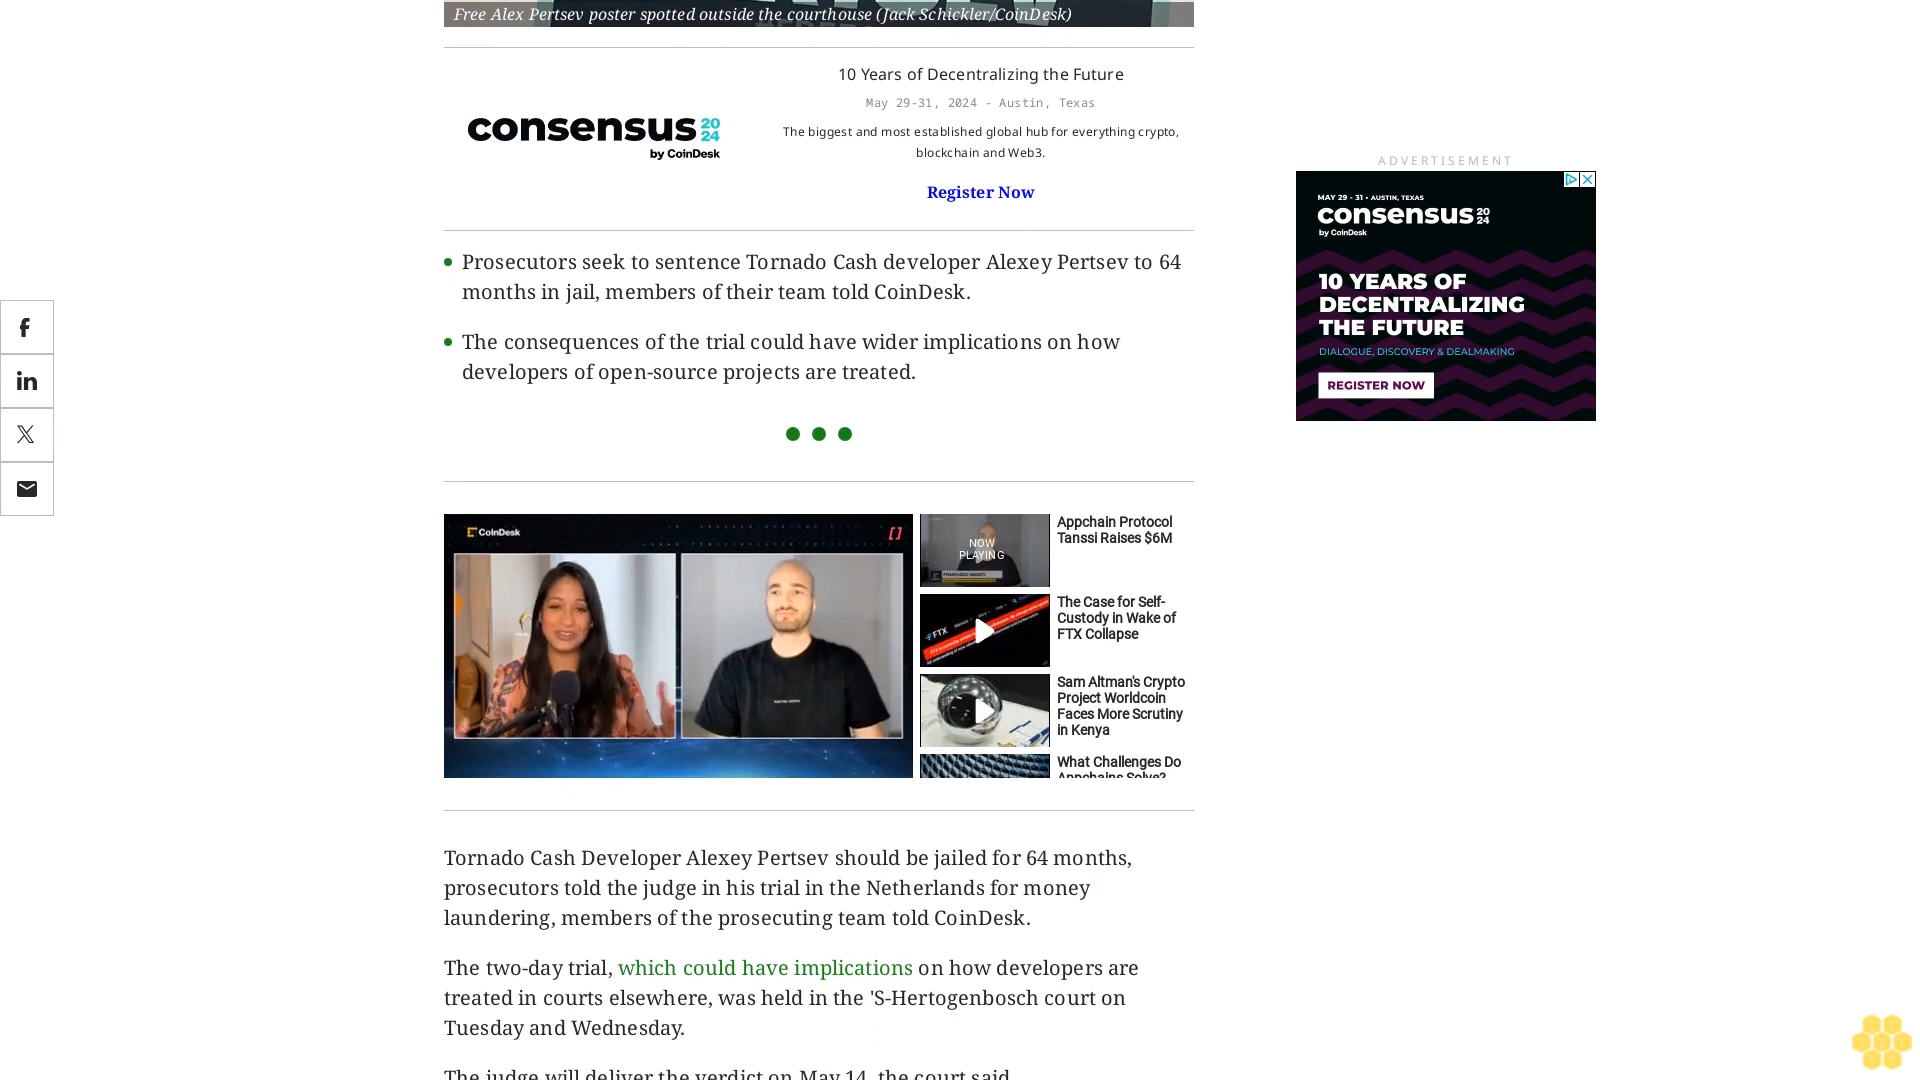 Free Alex Pertsev poster spotted outside the courthouse (Jack Schickler/CoinDesk)
consensus 2024
by CoinDesk
10 Years of Decentralizing the Future
May 29-31, 2024 - Austin, Texas
The biggest and most established global hub for everything crypto,
blockchain and Web3.
Register Now
ADVERTISEMENT
MAY 29 - 31 • AUSTIN, TEXAS
consensus 2024
by CoinDesk
10 YEARS OF
DECENTRALIZING
THE FUTURE
DIALOGUE, DISCOVERY & DEALMAKING
REGISTER NOW
Prosecutors seek to sentence Tornado Cash developer Alexey Pertsev to 64
months in jail, members of their team told CoinDesk.
The consequences of the trial could have wider implications on how
developers of open-source projects are treated.
CoinDesk
NOW
PLAYING
Appchain Protocol
Tanssi Raises $6M
FTX
The Case for Self-
Custody in Wake of
FTX Collapse
Sam Altman's Crypto
Project Worldcoin
Faces More Scrutiny
in Kenya
What Challenges Do
Appchains Solve?
Tornado Cash Developer Alexey Pertsev should be jailed for 64 months,
prosecutors told the judge in his trial in the Netherlands for money
laundering, members of the prosecuting team told CoinDesk.
The two-day trial, which could have implications on how developers are
treated in courts elsewhere, was held in the 'S-Hertogenbosch court on
Tuesday and Wednesday.
The judge will deliver the verdict on May 14, the court said.